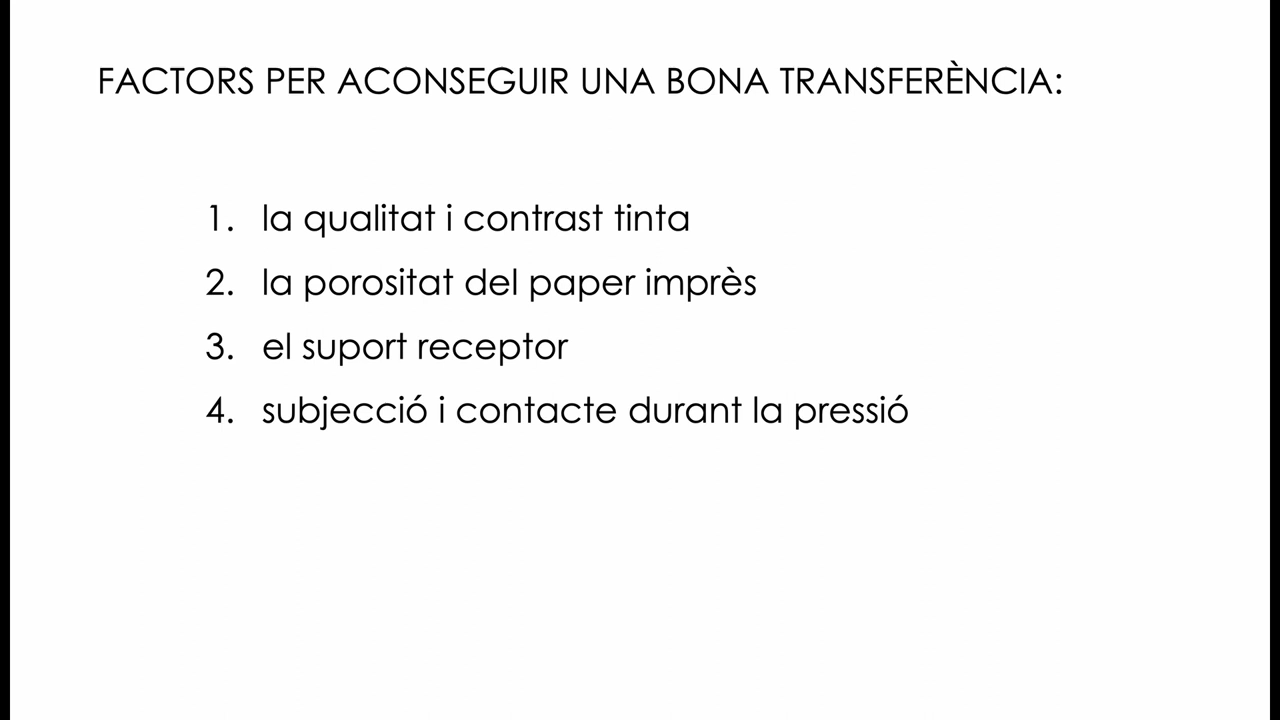 FACTORS PER ACONSEGUIR UNA BONA TRANSFERÈNCIA:
1. la qualitat i contrast tinta
2. la porositat del paper imprès
3. el suport receptor
4. subjecció i contacte durant la pressió